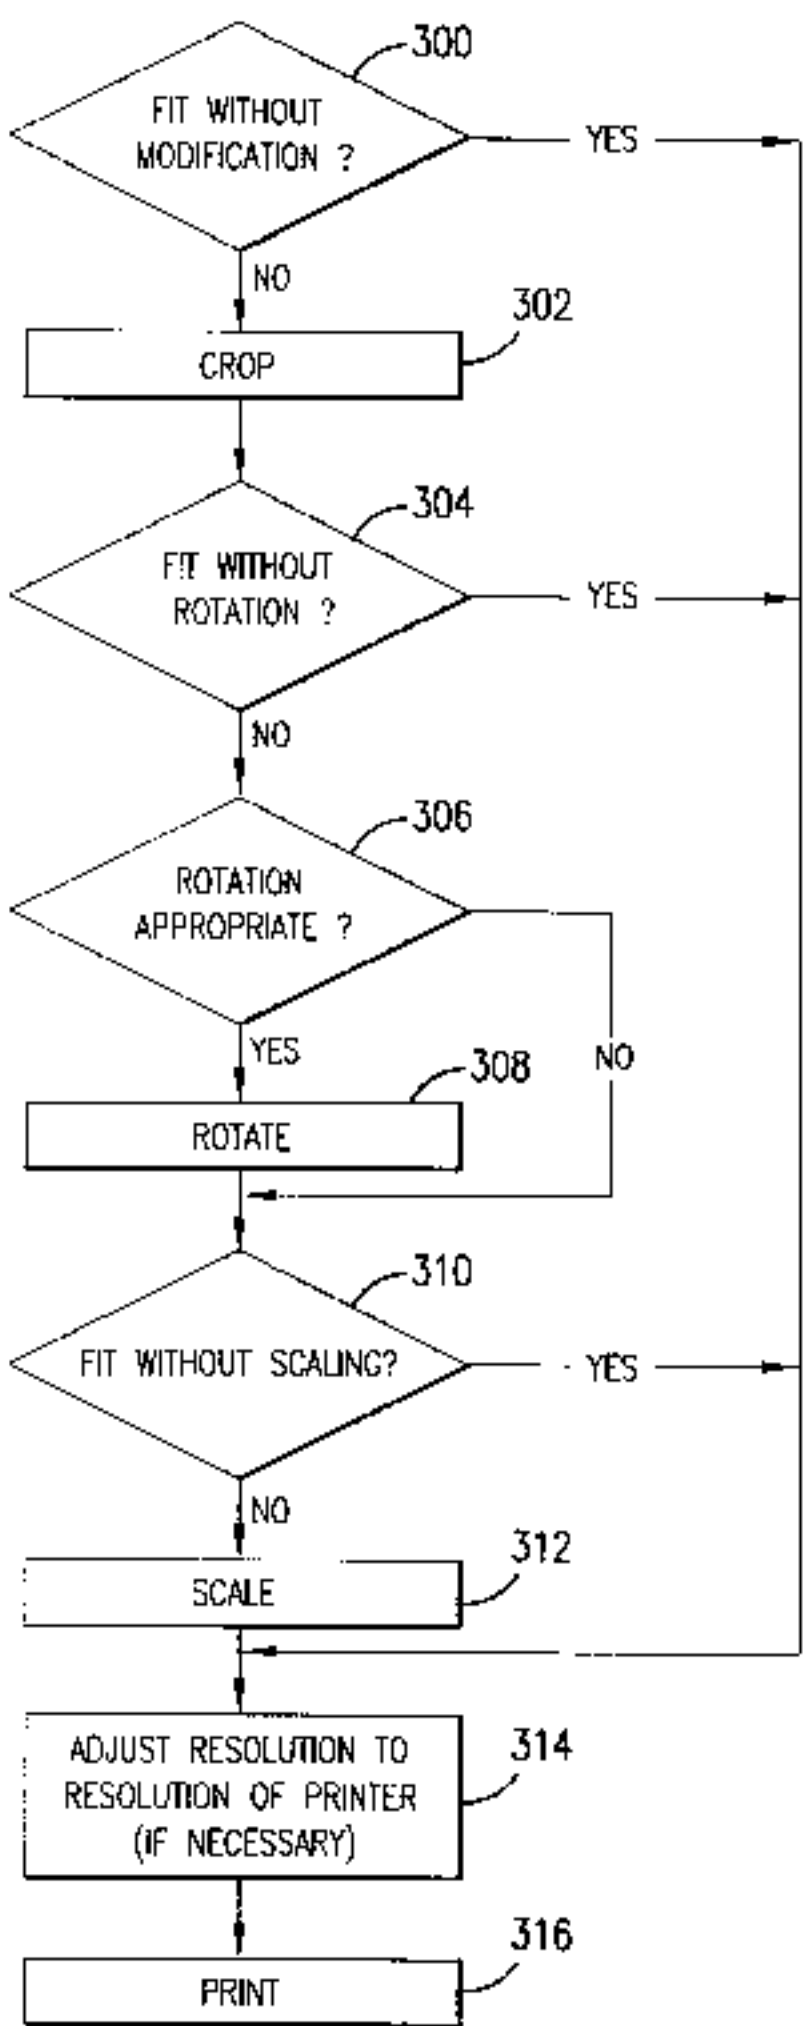 300
FIT WITHOUT
MODIFICATION ?
YES
NO
302
CROP
304
FIT WITHOUT
ROTATION ?
YES
NO
306
ROTATION
APPROPRIATE ?
YES
NO
308
ROTATE
310
FIT WITHOUT SCALING?
YES
NO
312
SCALE
314
ADJUST RESOLUTION TO
RESOLUTION OF PRINTER
(IF NECESSARY)
316
PRINT